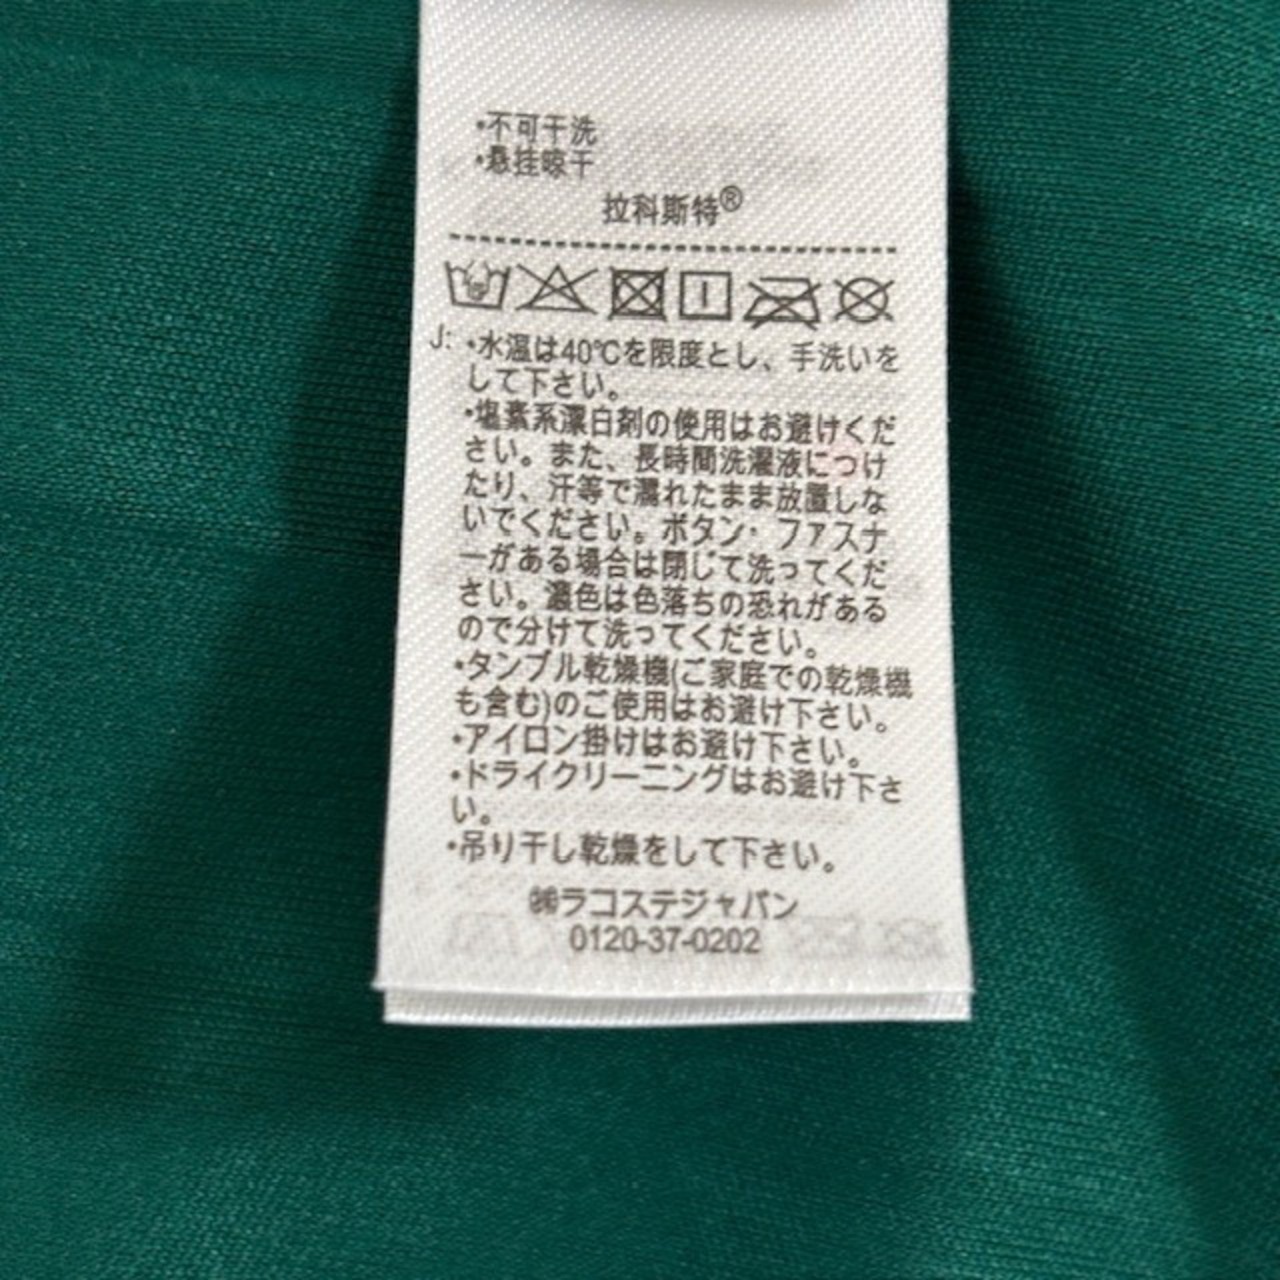 •不可干洗
•悬挂晾干
拉科斯特®
J: •水温は40℃を限度とし、手洗いを
して下さい。
•塩素系漂白剤の使用はお避けくだ
さい。また、長時間洗濯液につけ
たり、汗等で濡れたまま放置しな
いでください。ボタン・ファスナ
ーがある場合は閉じて洗ってくだ
さい。濃色は色落ちの恐れがある
ので分けて洗ってください。
•タンブル乾燥機(ご家庭での乾燥機
も含む)のご使用はお避け下さい。
•アイロン掛けはお避け下さい。
•ドライクリーニングはお避け下さ
い。
•吊り干し乾燥をして下さい。
㈱ラコステジャパン
0120-37-0202